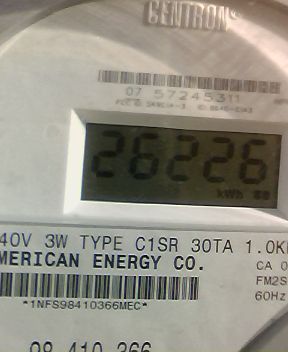 CENTRON®
07 57245311
26226
kWh
40V 3W TYPE C1SR 30TA 1.0K
MERICAN ENERGY CO.
CA 0
FM2S
60Hz
*1NFS98410366MEC*
98 410 366